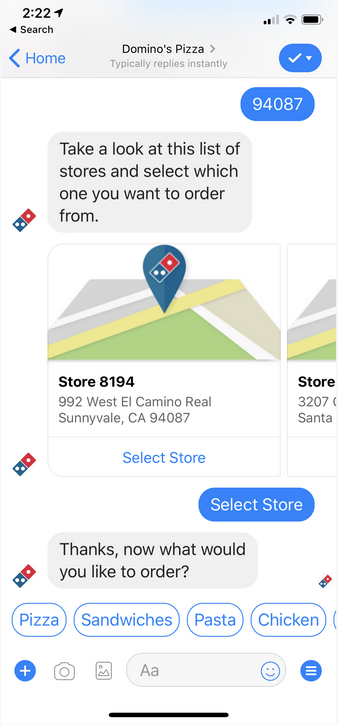 2:22
Search
Home
Domino's Pizza
Typically replies instantly
94087
Take a look at this list of
stores and select which
one you want to order
from.
Store 8194
992 West El Camino Real
Sunnyvale, CA 94087
Select Store
Store
3207
Santa
Select Store
Thanks, now what would
you like to order?
Pizza
Sandwiches
Pasta
Chicken
Aa